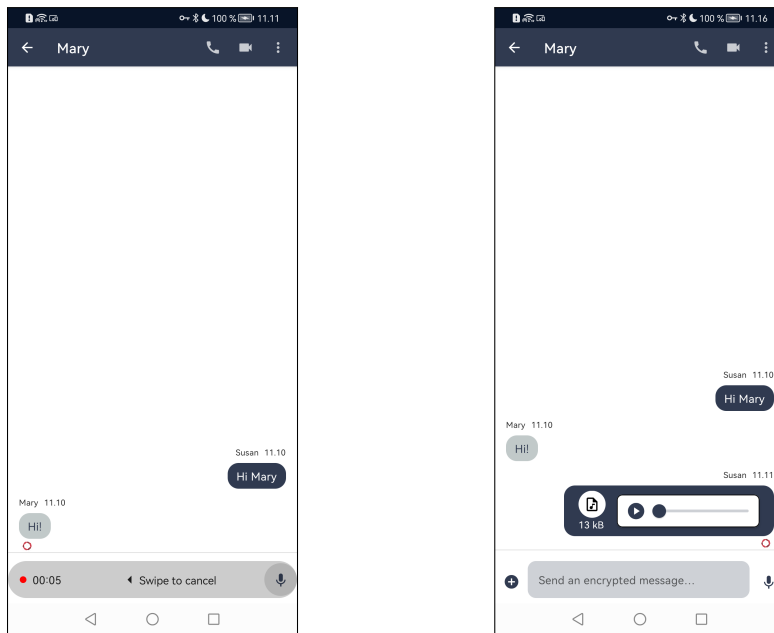 100 % 11.11
Mary
Susan 11.10
Hi Mary
Mary 11.10
Hi!
00:05 Swipe to cancel
100 % 11.16
Mary
Susan 11.10
Hi Mary
Mary 11.10
Hi!
Susan 11.11
13 kB
Send an encrypted message...